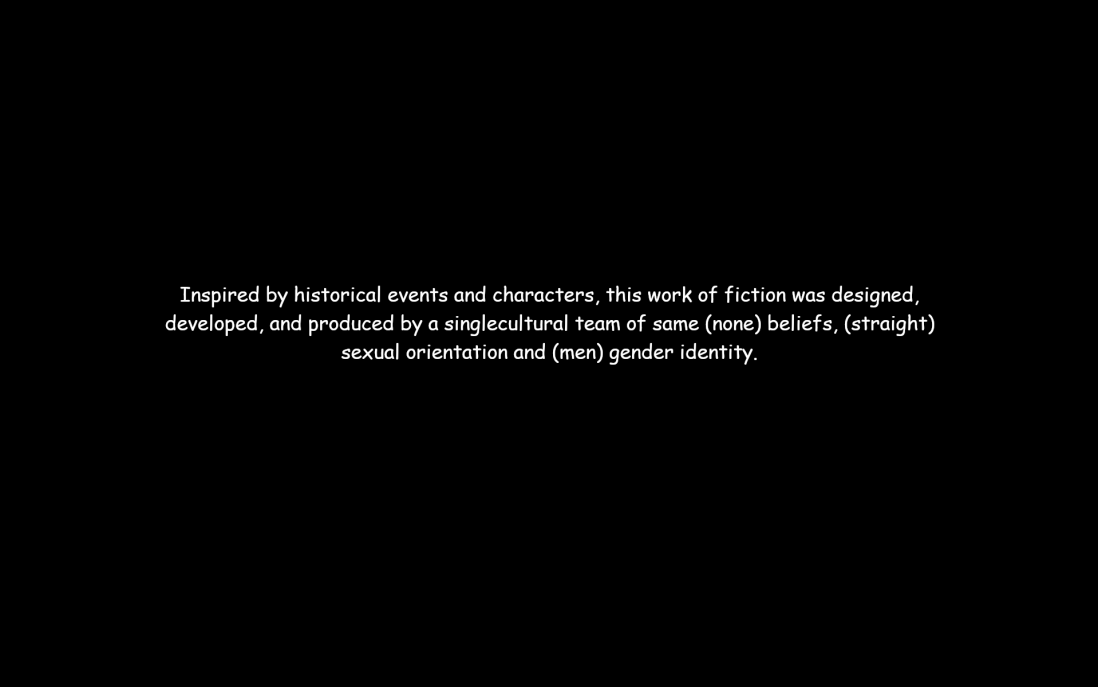 Inspired by historical events and characters, this work of fiction was designed,
developed, and produced by a singlecultural team of same (none) beliefs, (straight)
sexual orientation and (men) gender identity.